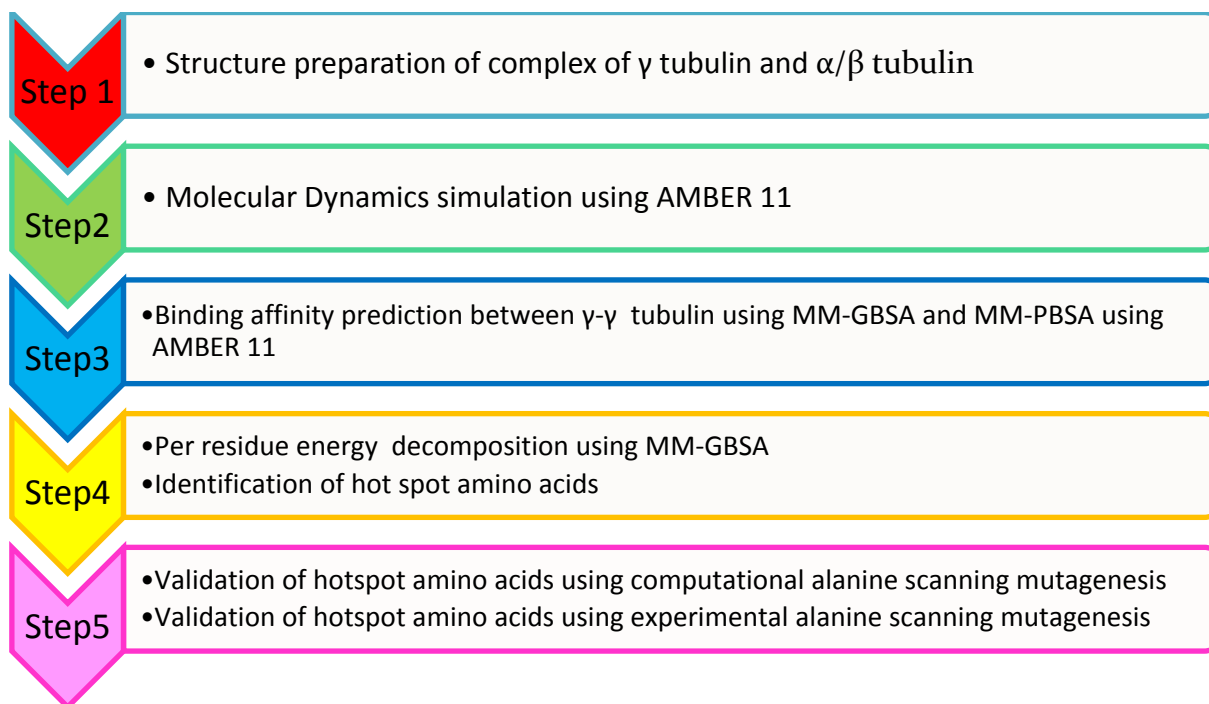 Step 1
• Structure preparation of complex of γ tubulin and α/β tubulin
Step2
• Molecular Dynamics simulation using AMBER 11
Step3
•Binding affinity prediction between γ-γ tubulin using MM-GBSA and MM-PBSA using
AMBER 11
Step4
•Per residue energy decomposition using MM-GBSA
•Identification of hot spot amino acids
Step5
•Validation of hotspot amino acids using computational alanine scanning mutagenesis
•Validation of hotspot amino acids using experimental alanine scanning mutagenesis